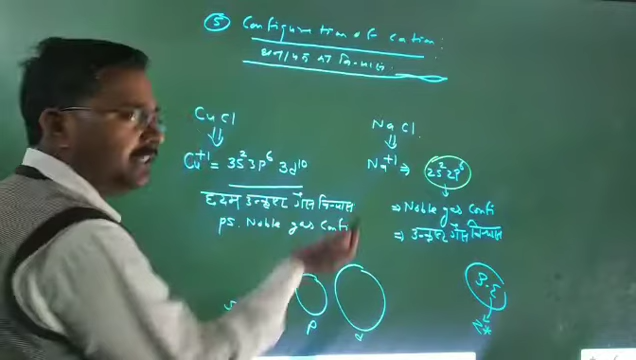 ⑤ Configuration of cation :
धनायन का विन्यास.
CuCl
Cu+1 = 3S2 3P6 3d10
छद्म उत्कृष्ट गैस विन्यास
PS. Noble gas Confi
NaCl.
Na+1 ⇒ 2S2 2P6
⇒ Noble gas Confi
⇒ उत्कृष्ट गैस विन्यास
S
P
d